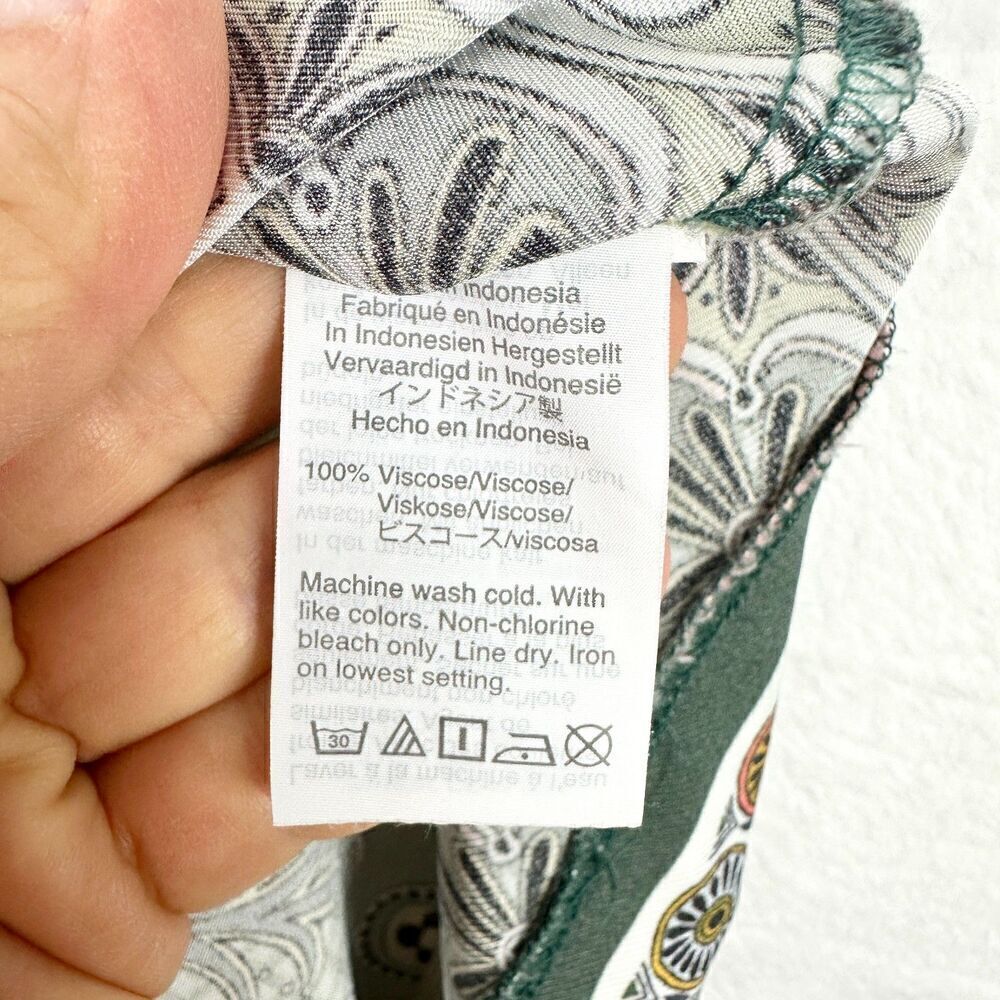 Indonesia
Fabriqué en Indonésie
In Indonesien Hergestellt
Vervaardigd in Indonesië
インドネシア製
Hecho en Indonesia
100% Viscose/Viscose/
Viskose/Viscose/
ビスコース/viscosa
Machine wash cold. With
like colors. Non-chlorine
bleach only. Line dry. Iron
on lowest setting.
30